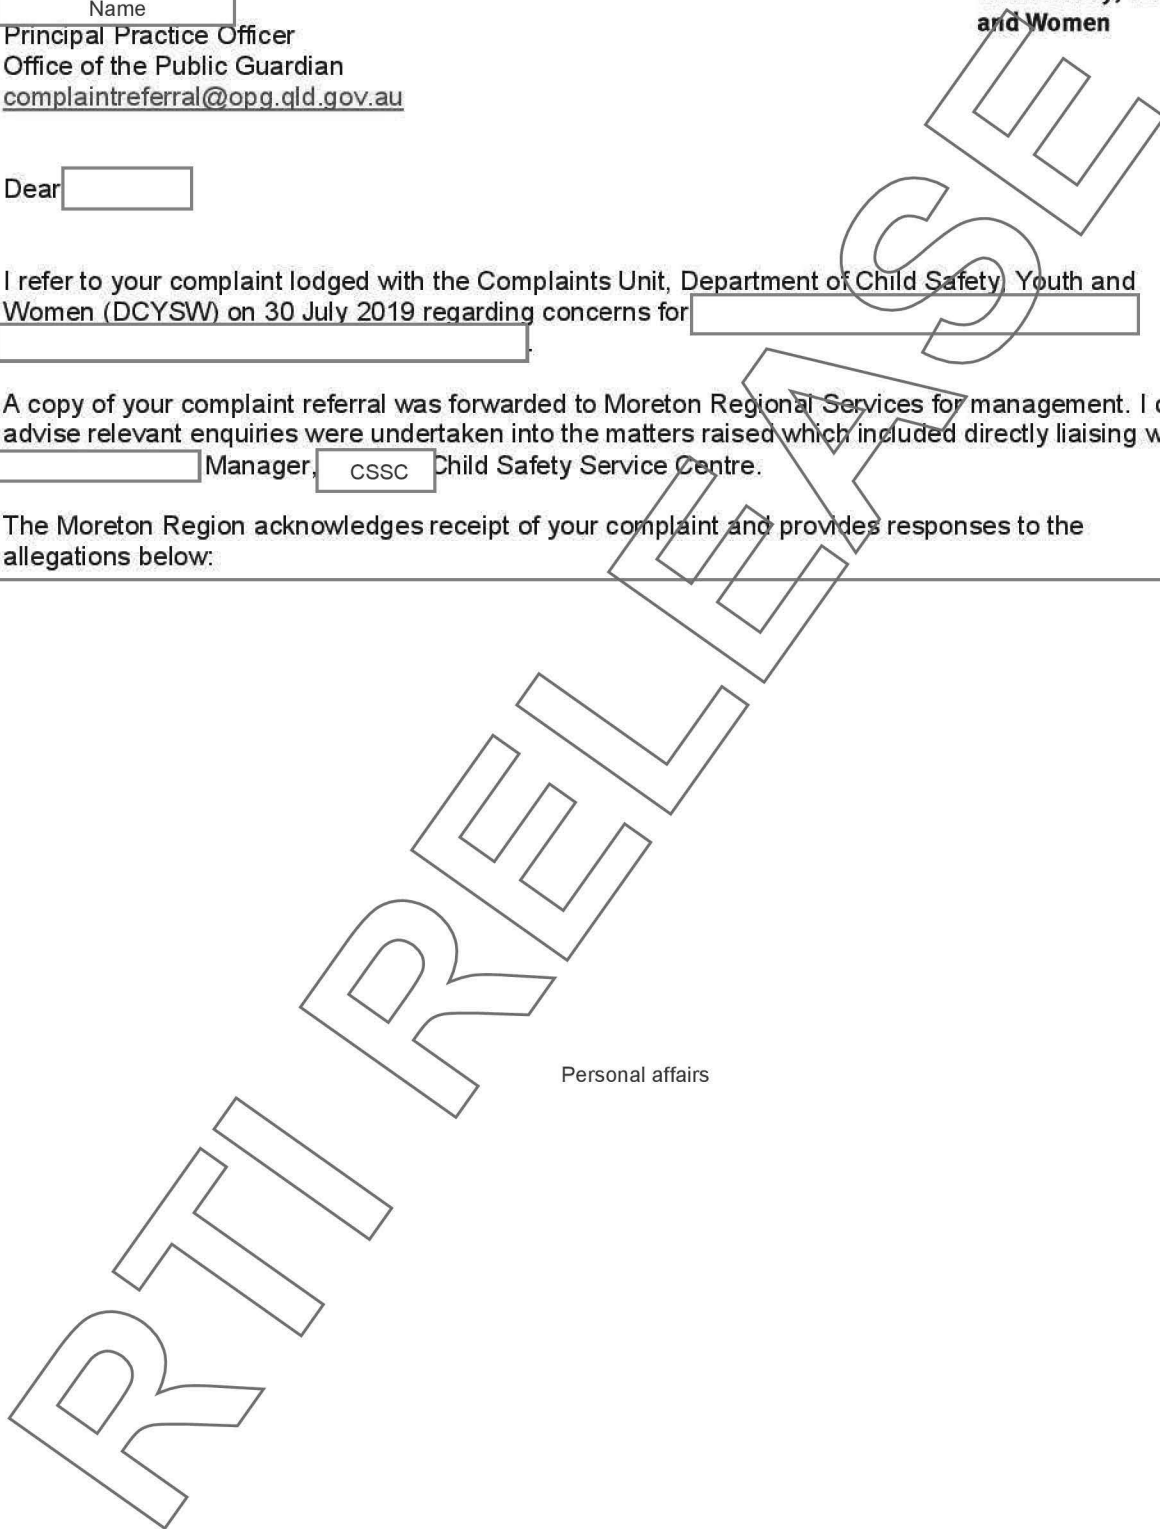 Name
and Women
Principal Practice Officer
Office of the Public Guardian
complaintreferral@opg.qld.gov.au
Dear
I refer to your complaint lodged with the Complaints Unit, Department of Child Safety, Youth and
Women (DCYSW) on 30 July 2019 regarding concerns for
.
A copy of your complaint referral was forwarded to Moreton Regional Services for management. I
advise relevant enquiries were undertaken into the matters raised which included directly liaising
Manager, CSSC Child Safety Service Centre.
The Moreton Region acknowledges receipt of your complaint and provides responses to the
allegations below:
Personal affairs
RTI RELEASE